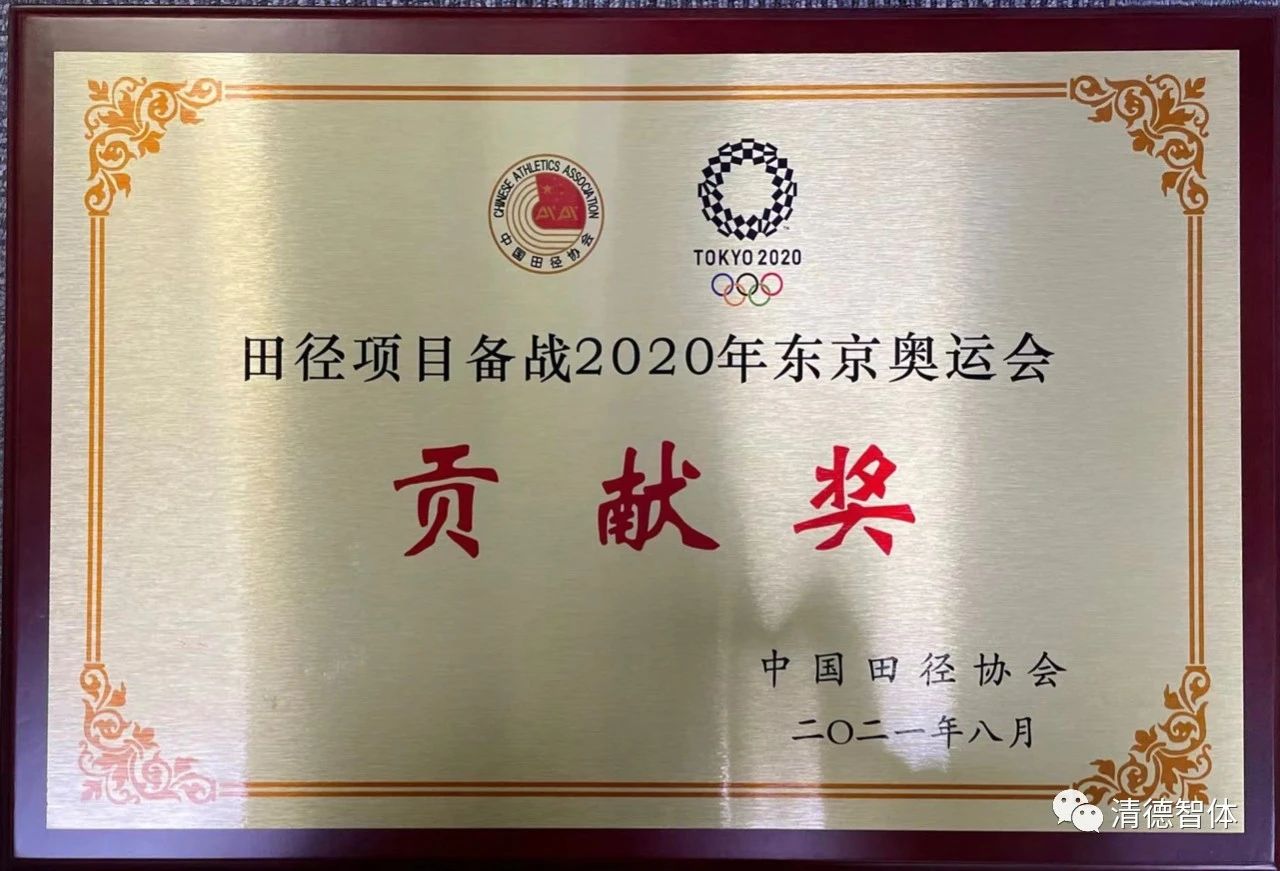 CHINESE ATHLETICS ASSOCIATION
中国田径协会
TOKYO 2020
田径项目备战2020年东京奥运会
贡献奖
中国田径协会
二〇二一年八月
清德智体